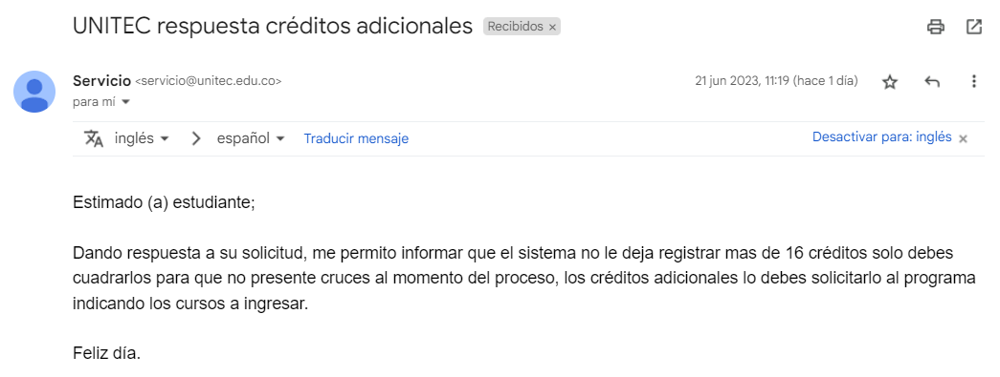 UNITEC respuesta créditos adicionales Recibidos ×
Servicio <servicio@unitec.edu.co> 21 jun 2023, 11:19 (hace 1 día)
para mí
inglés español Traducir mensaje Desactivar para: inglés ×
Estimado (a) estudiante;
Dando respuesta a su solicitud, me permito informar que el sistema no le deja registrar mas de 16 créditos solo debes
cuadrarlos para que no presente cruces al momento del proceso, los créditos adicionales lo debes solicitarlo al programa
indicando los cursos a ingresar.
Feliz día.